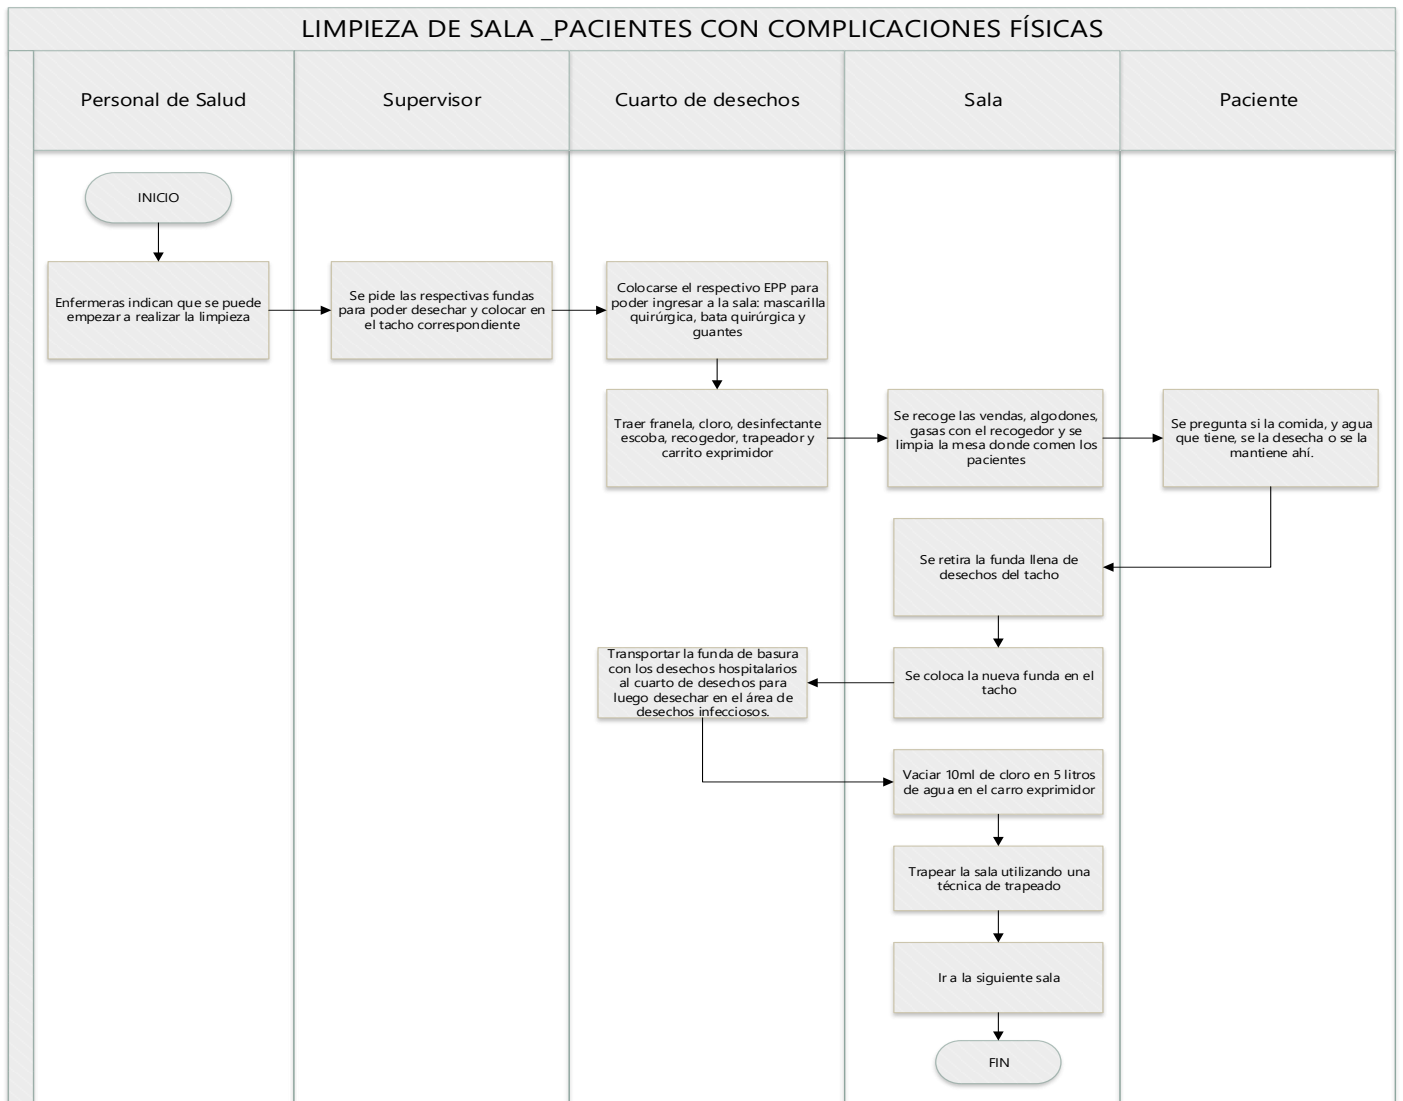 LIMPIEZA DE SALA _PACIENTES CON COMPLICACIONES FÍSICAS
Personal de Salud
Supervisor
Cuarto de desechos
Sala
Paciente
INICIO
Enfermeras indican que se puede
empezar a realizar la limpieza
Se pide las respectivas fundas
para poder desechar y colocar en
el tacho correspondiente
Colocarse el respectivo EPP para
poder ingresar a la sala: mascarilla
quirúrgica, bata quirúrgica y
guantes
Traer franela, cloro, desinfectante
escoba, recogedor, trapeador y
carrito exprimidor
Se recoge las vendas, algodones,
gasas con el recogedor y se
limpia la mesa donde comen los
pacientes
Se pregunta si la comida, y agua
que tiene, se la desecha o se la
mantiene ahí.
Se retira la funda llena de
desechos del tacho
Se coloca la nueva funda en el
tacho
Transportar la funda de basura
con los desechos hospitalarios
al cuarto de desechos para
luego desechar en el área de
desechos infecciosos.
Vaciar 10ml de cloro en 5 litros
de agua en el carro exprimidor
Trapear la sala utilizando una
técnica de trapeado
Ir a la siguiente sala
FIN